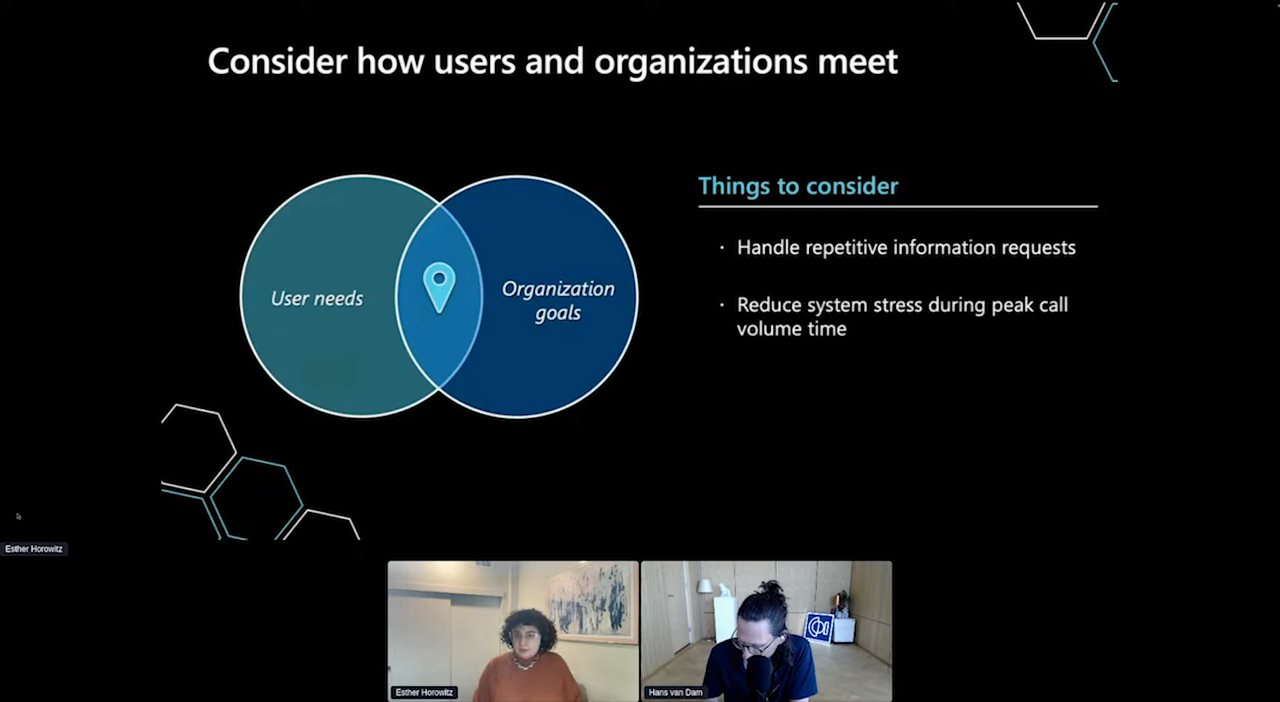 Consider how users and organizations meet
User needs
Organization
goals
Things to consider
· Handle repetitive information requests
· Reduce system stress during peak call
volume time
Esther Horowitz
Esther Horowitz
Hans van Dam